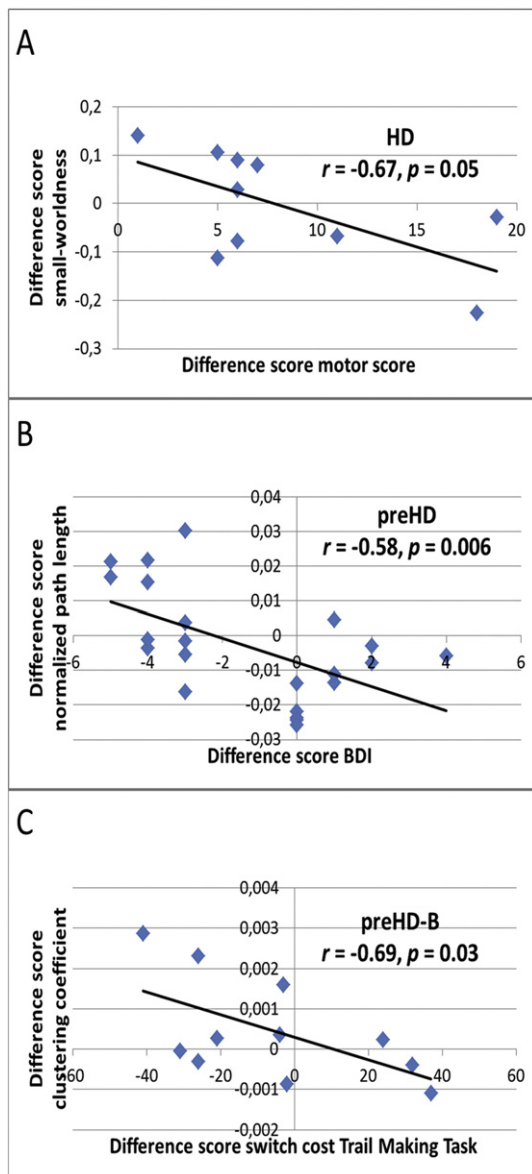 A
0,2
0,1
0
-0,1
-0,2
-0,3
0
5
10
15
20
HD
r = -0.67, p = 0.05
Difference score
small-worldness
Difference score motor score
B
0,04
0,03
0,02
0,01
0
-0,01
-0,02
-0,03
-6
-4
-2
0
2
4
6
preHD
r = -0.58, p = 0.006
Difference score
normalized path length
Difference score BDI
C
0,004
0,003
0,002
0,001
0
-0,001
-0,002
-60
-40
-20
0
20
40
60
preHD-B
r = -0.69, p = 0.03
Difference score
clustering coefficient
Difference score switch cost Trail Making Task